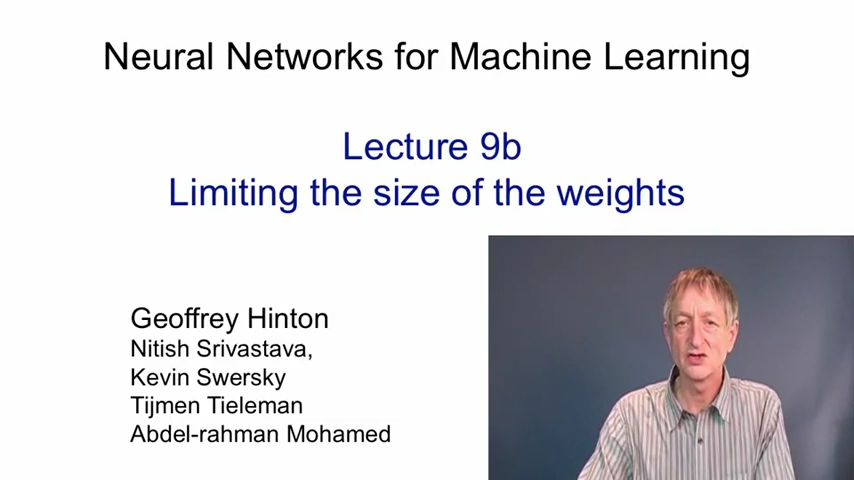 Neural Networks for Machine Learning
Lecture 9b
Limiting the size of the weights
Geoffrey Hinton
Nitish Srivastava,
Kevin Swersky
Tijmen Tieleman
Abdel-rahman Mohamed